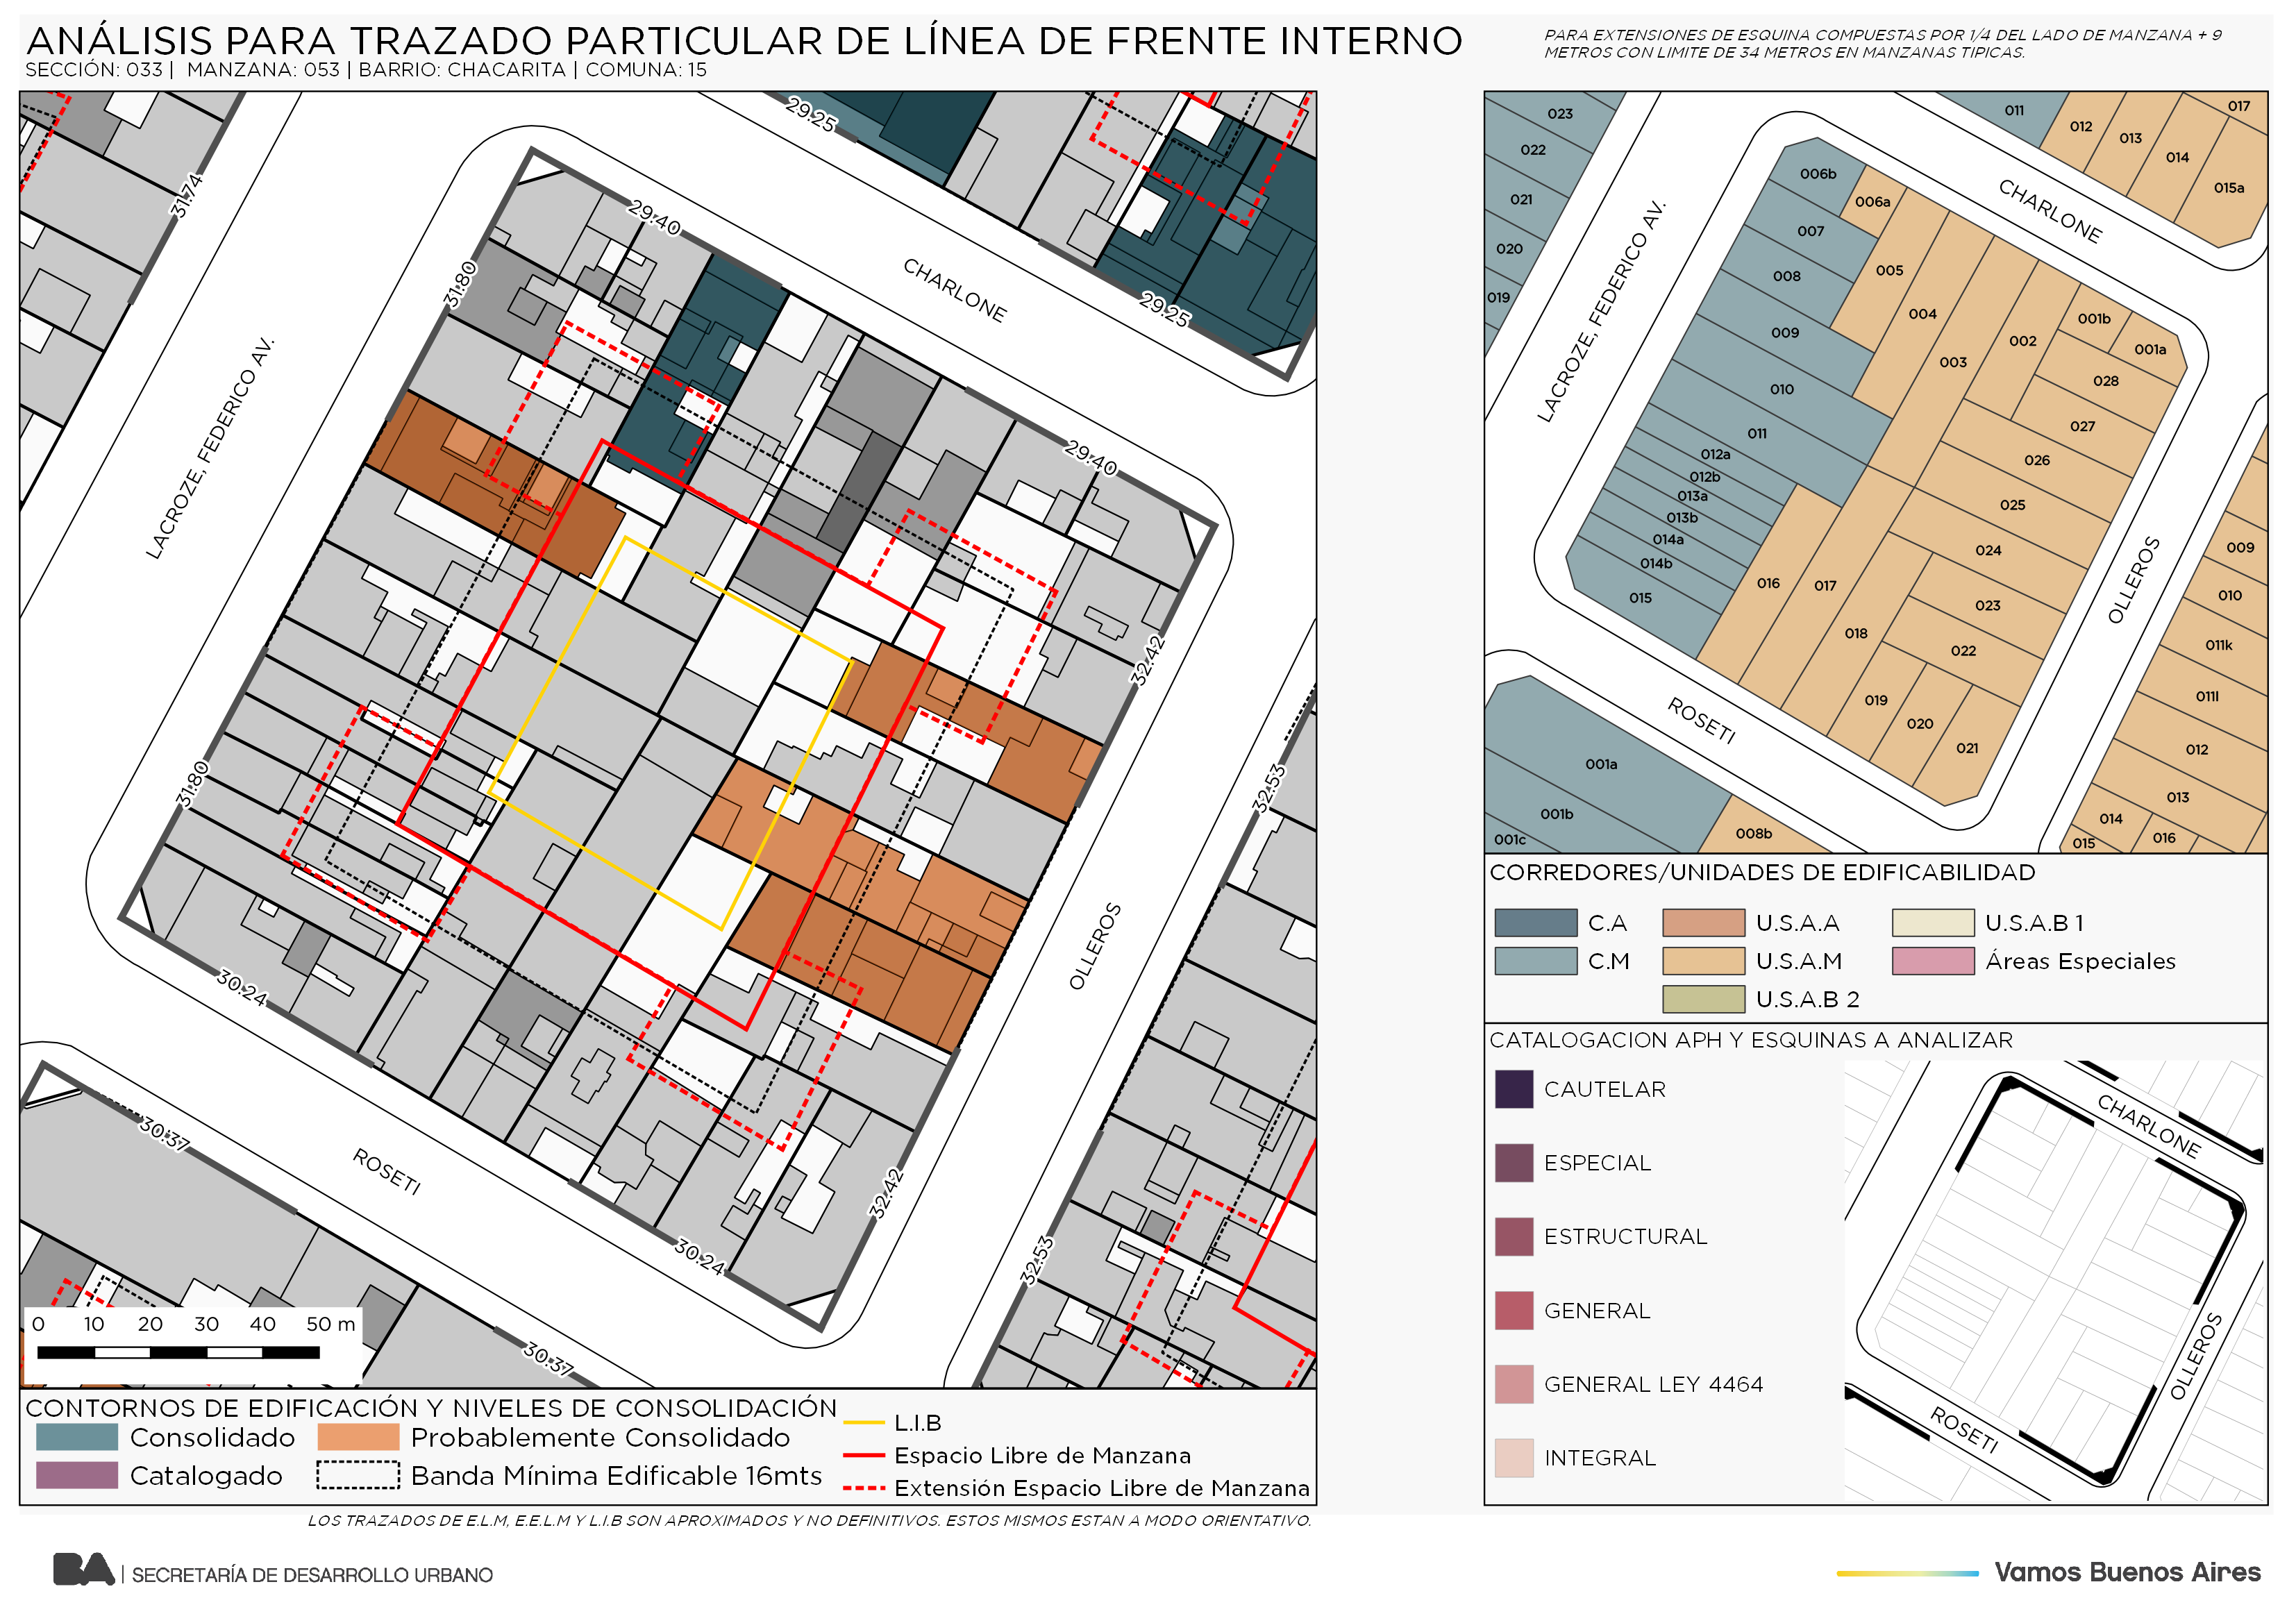 ANÁLISIS PARA TRAZADO PARTICULAR DE LÍNEA DE FRENTE INTERNO
SECCIÓN: 033 | MANZANA: 053 | BARRIO: CHACARITA | COMUNA: 15
PARA EXTENSIONES DE ESQUINA COMPUESTAS POR 1/4 DEL LADO DE MANZANA + 9
METROS CON LIMITE DE 34 METROS EN MANZANAS TIPICAS.
29.25
31.74
29.40
CHARLONE
29.25
31.80
LACROZE, FEDERICO AV.
29.40
32.42
31.80
32.53
OLLEROS
30.24
30.37
ROSETI
32.42
30.24
32.53
30.37
0 10 20 30 40 50 m
CONTORNOS DE EDIFICACIÓN Y NIVELES DE CONSOLIDACIÓN
Consolidado
Probablemente Consolidado
Catalogado
Banda Mínima Edificable 16mts
L.I.B
Espacio Libre de Manzana
Extensión Espacio Libre de Manzana
LOS TRAZADOS DE E.L.M, E.E.L.M Y L.I.B SON APROXIMADOS Y NO DEFINITIVOS. ESTOS MISMOS ESTAN A MODO ORIENTATIVO.
023
022
021
020
019
011
012
013
014
015a
017
CHARLONE
LACROZE, FEDERICO AV.
006b
006a
007
005
008
004
009
003
002
001b
001a
028
010
027
011
026
012a
012b
025
013a
013b
024
014a
014b
016
017
023
015
018
022
019
020
021
OLLEROS
ROSETI
009
010
011k
011l
012
013
014
015
016
001a
001b
001c
008b
CORREDORES/UNIDADES DE EDIFICABILIDAD
C.A
U.S.A.A
U.S.A.B 1
C.M
U.S.A.M
Áreas Especiales
U.S.A.B 2
CATALOGACION APH Y ESQUINAS A ANALIZAR
CAUTELAR
ESPECIAL
ESTRUCTURAL
GENERAL
GENERAL LEY 4464
INTEGRAL
CHARLONE
OLLEROS
ROSETI
BA | SECRETARÍA DE DESARROLLO URBANO
Vamos Buenos Aires